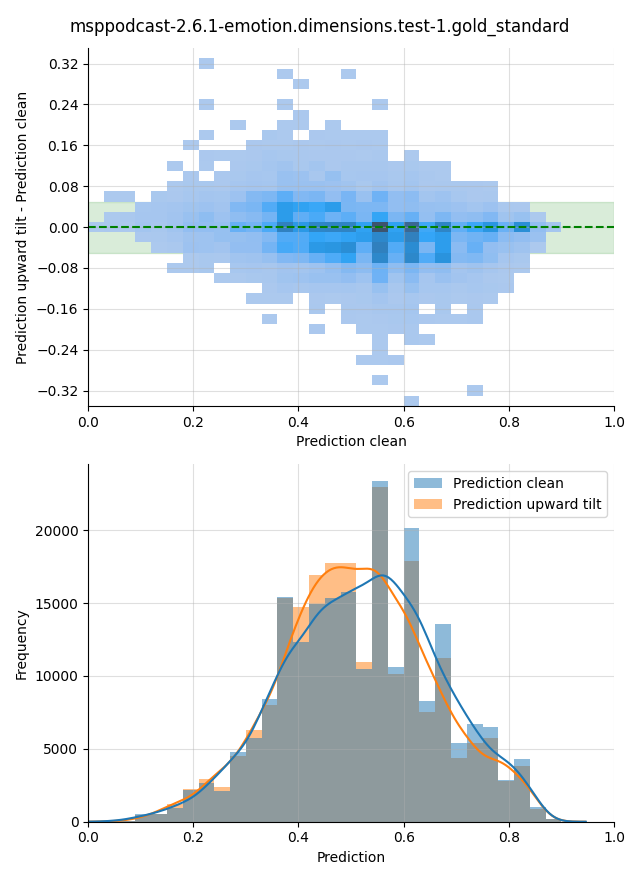 msppodcast-2.6.1-emotion.dimensions.test-1.gold_standard
Prediction upward tilt - Prediction clean
0.32
0.24
0.16
0.08
0.00
−0.08
−0.16
−0.24
−0.32
0.0 0.2 0.4 0.6 0.8 1.0
Prediction clean
Prediction clean
Prediction upward tilt
Frequency
20000
15000
10000
5000
0
0.0 0.2 0.4 0.6 0.8 1.0
Prediction